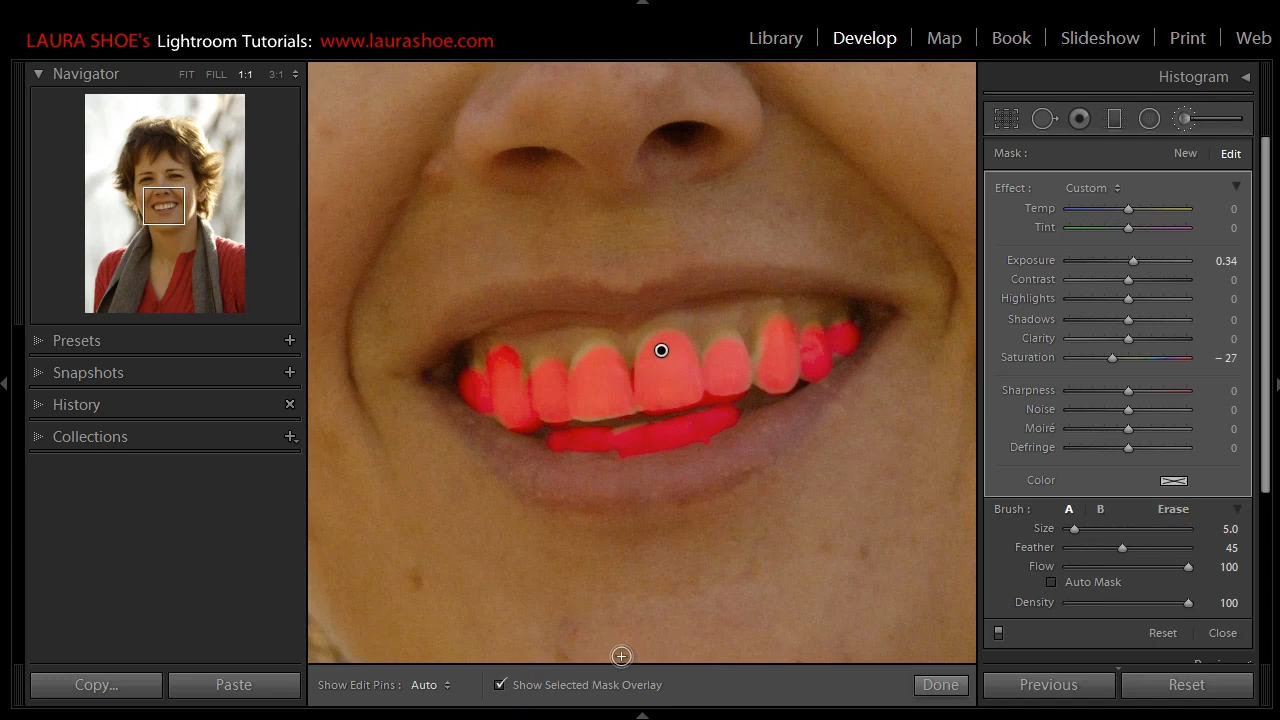 LAURA SHOE's Lightroom Tutorials: www.laurashoe.com
Library Develop Map Book Slideshow Print Web
Navigator FIT FILL 1:1 3:1
Presets
Snapshots
History
Collections
Copy... Paste
Show Edit Pins : Auto Show Selected Mask Overlay Done
Histogram
Mask : New Edit
Effect : Custom
Temp 0
Tint 0
Exposure 0.34
Contrast 0
Highlights 0
Shadows 0
Clarity 0
Saturation – 27
Sharpness 0
Noise 0
Moiré 0
Defringe 0
Color
Brush : A B Erase
Size 5.0
Feather 45
Flow 100
Auto Mask
Density 100
Reset Close
Previous Reset